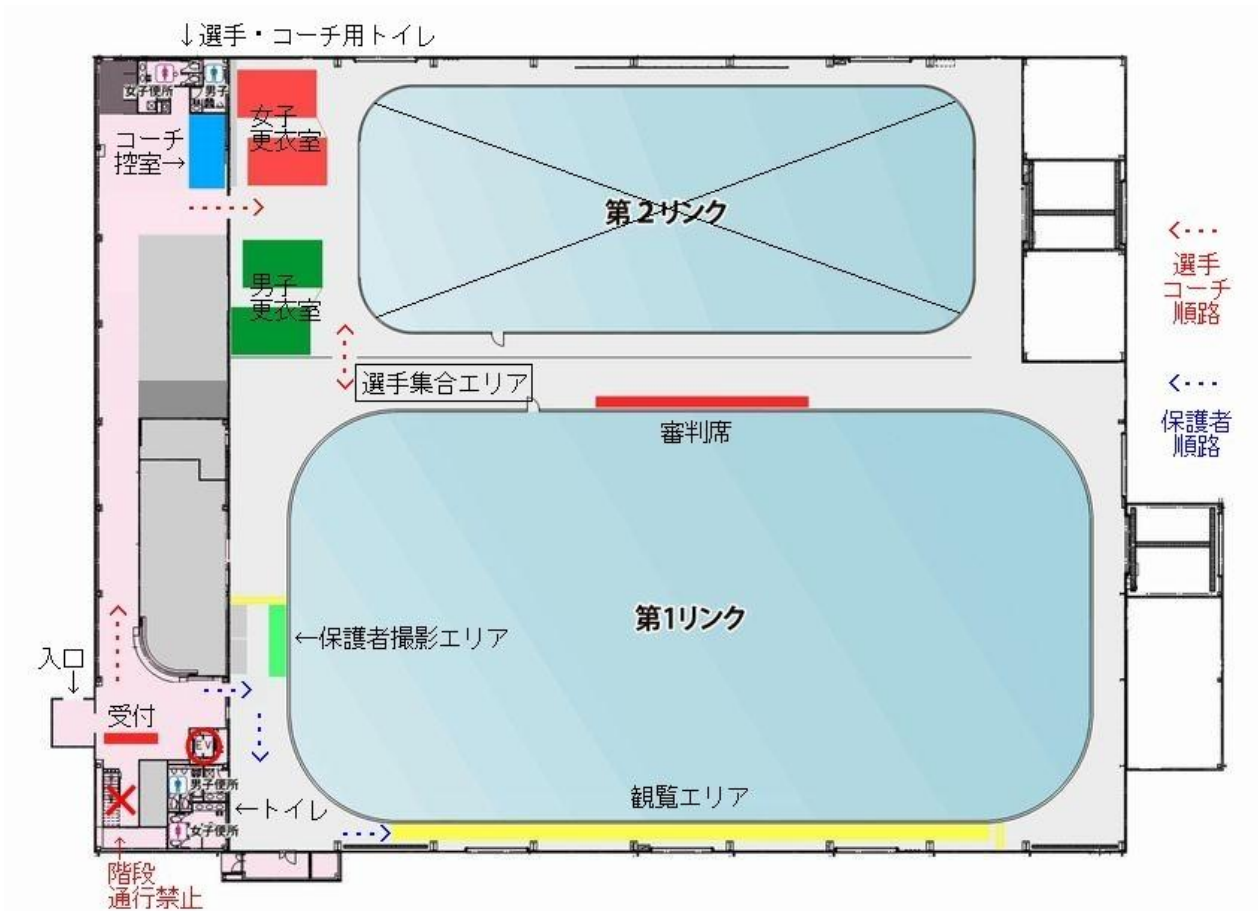 ↓選手・コーチ用トイレ
女子便所
男子
コーチ
控室→
女子
更衣室
第2リンク
男子
更衣室
選手集合エリア
審判席
選手
コーチ
順路
保護者
順路
第1リンク
←保護者撮影エリア
入口
↓
受付
EV
男子便所
←トイレ
女子便所
観覧エリア
↑
階段
通行禁止